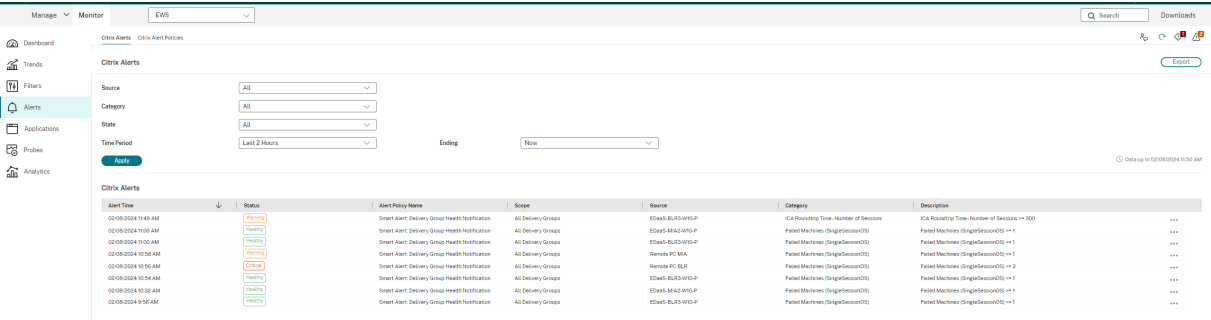 Manage Monitor EWS Search Downloads
Dashboard
Trends
Filters
Alerts
Applications
Probes
Analytics
Citrix Alerts Citrix Alert Policies
1 2
Citrix Alerts Export
Source All
Category All
State All
Time Period Last 2 Hours Ending Now
Apply Data up to 02/08/2024 11:50 AM
Citrix Alerts
Alert Time Status Alert Policy Name Scope Source Category Description
02/08/2024 11:49 AM Warning Smart Alert: Delivery Group Health Notification All Delivery Groups EDaaS-BLR3-W10-P ICA Roundtrip Time -Number of Sessions ICA Roundtrip Time -Number of Sessions >= 300
02/08/2024 11:00 AM Healthy Smart Alert: Delivery Group Health Notification All Delivery Groups EDaaS-MIA2-W10-P Failed Machines (SingleSessionOS) Failed Machines (SingleSessionOS) >= 1
02/08/2024 11:00 AM Healthy Smart Alert: Delivery Group Health Notification All Delivery Groups EDaaS-BLR3-W10-P Failed Machines (SingleSessionOS) Failed Machines (SingleSessionOS) >= 1
02/08/2024 10:58 AM Warning Smart Alert: Delivery Group Health Notification All Delivery Groups Remote PC MIA Failed Machines (SingleSessionOS) Failed Machines (SingleSessionOS) >= 1
02/08/2024 10:56 AM Critical Smart Alert: Delivery Group Health Notification All Delivery Groups Remote PC BLR Failed Machines (SingleSessionOS) Failed Machines (SingleSessionOS) >= 2
02/08/2024 10:54 AM Healthy Smart Alert: Delivery Group Health Notification All Delivery Groups EDaaS-BLR3-W10-P Failed Machines (SingleSessionOS) Failed Machines (SingleSessionOS) >= 1
02/08/2024 10:32 AM Healthy Smart Alert: Delivery Group Health Notification All Delivery Groups EDaaS-MIA2-W10-P Failed Machines (SingleSessionOS) Failed Machines (SingleSessionOS) >= 1
02/08/2024 9:56 AM Healthy Smart Alert: Delivery Group Health Notification All Delivery Groups EDaaS-BLR3-W10-P Failed Machines (SingleSessionOS) Failed Machines (SingleSessionOS) >= 1